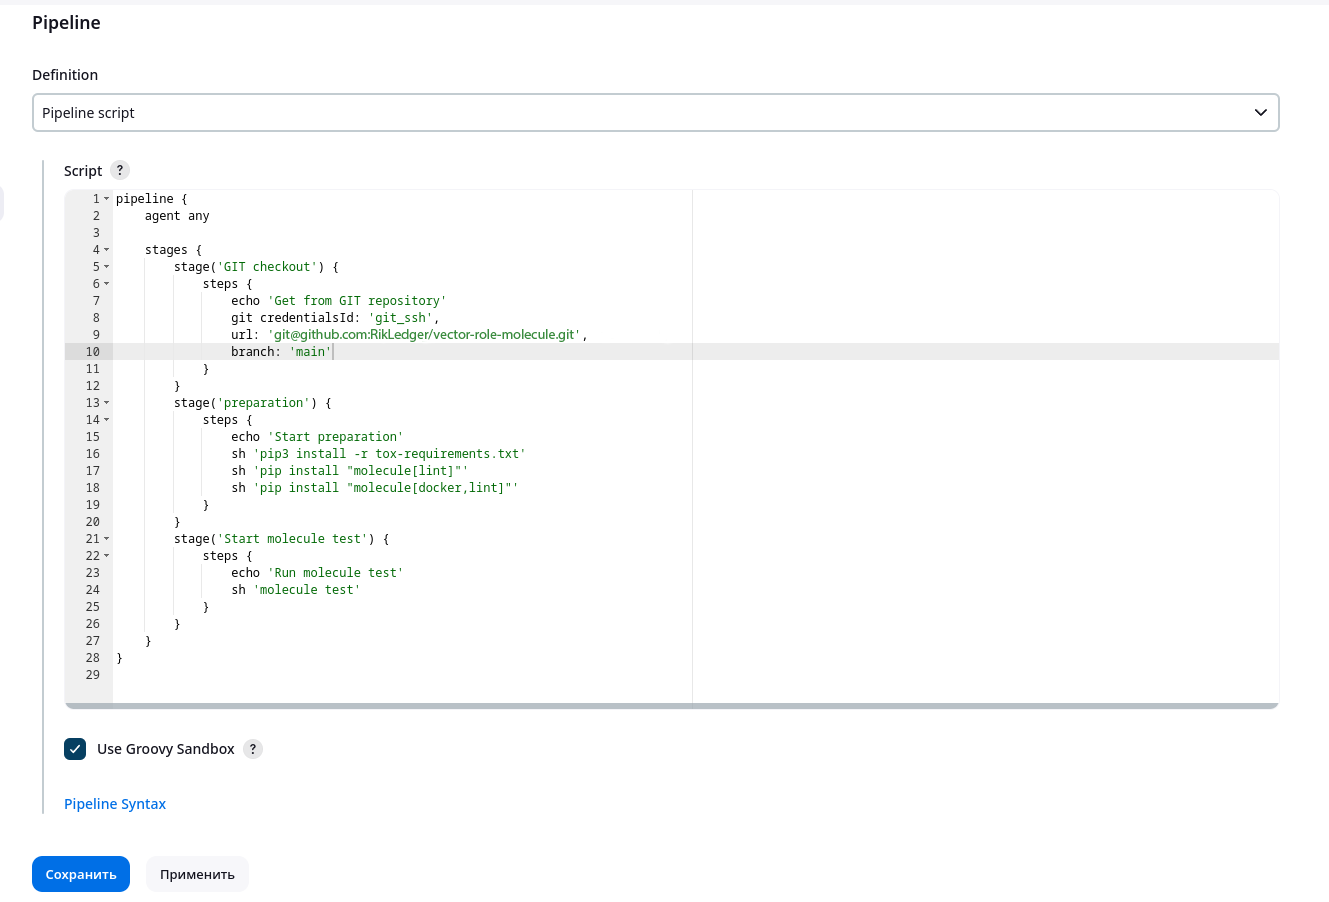 Pipeline
Definition
Pipeline script
Script ?
1 pipeline {
2     agent any
3
4     stages {
5         stage('GIT checkout') {
6             steps {
7                 echo 'Get from GIT repository'
8                 git credentialsId: 'git_ssh',
9                 url: 'git@github.com:RikLedger/vector-role-molecule.git',
10                 branch: 'main'
11             }
12         }
13         stage('preparation') {
14             steps {
15                 echo 'Start preparation'
16                 sh 'pip3 install -r tox-requirements.txt'
17                 sh 'pip install "molecule[lint]"'
18                 sh 'pip install "molecule[docker,lint]"'
19             }
20         }
21         stage('Start molecule test') {
22             steps {
23                 echo 'Run molecule test'
24                 sh 'molecule test'
25             }
26         }
27     }
28 }
29
Use Groovy Sandbox ?
Pipeline Syntax
Сохранить Применить